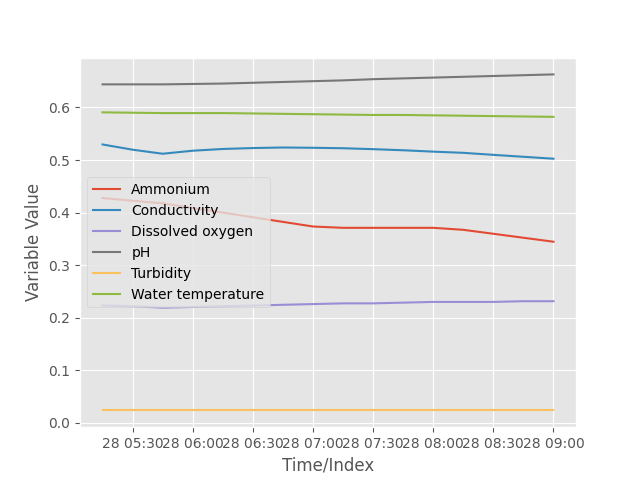 0.6
0.5
0.4
0.3
0.2
0.1
0.0
Variable Value
Ammonium
Conductivity
Dissolved oxygen
pH
Turbidity
Water temperature
28 05:30 28 06:00 28 06:30 28 07:00 28 07:30 28 08:00 28 08:30 28 09:00
Time/Index